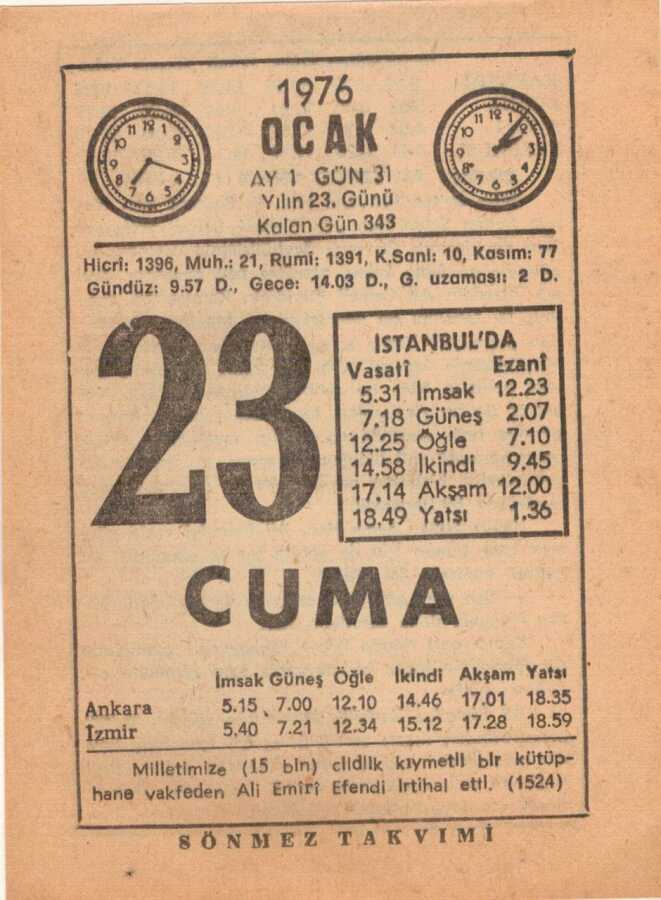 1976
OCAK
AY 1 GÜN 31
Yılın 23. Günü
Kalan Gün 343
Hicrî: 1396, Muh.: 21, Rumî: 1391, K.Sani: 10, Kasım: 77
Gündüz: 9.57 D., Gece: 14.03 D., G. uzaması: 2 D.
23
İSTANBUL'DA
Vasatî Ezanî
5.31 İmsak 12.23
7.18 Güneş 2.07
12.25 Öğle 7.10
14.58 İkindi 9.45
17.14 Akşam 12.00
18.49 Yatsı 1.36
CUMA
İmsak Güneş Öğle İkindi Akşam Yatsı
Ankara 5.15 7.00 12.10 14.46 17.01 18.35
İzmir 5.40 7.21 12.34 15.12 17.28 18.59
Milletimize (15 bin) cildlik kıymetli bir kütüp-
hane vakfeden Ali Emîrî Efendi irtihal etti. (1524)
SÖNMEZ TAKVİMİ